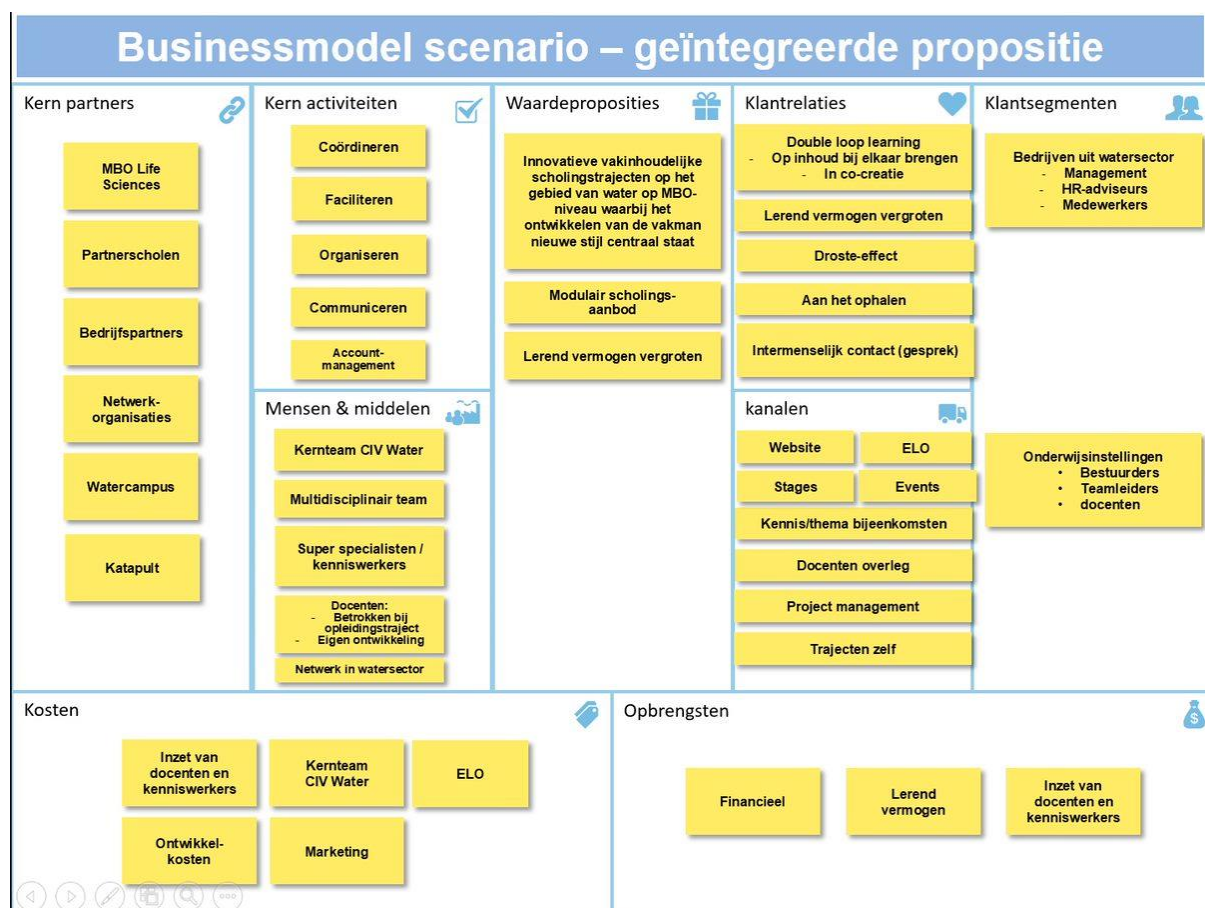 Businessmodel scenario – geïntegreerde propositie
Kern partners
MBO Life
Sciences
Partnerscholen
Bedrijfspartners
Netwerk-
organisaties
Watercampus
Katapult
Kern activiteiten
Coördineren
Faciliteren
Organiseren
Communiceren
Account-
management
Mensen & middelen
Kernteam CIV Water
Multidisciplinair team
Super specialisten /
kenniswerkers
Docenten:
- Betrokken bij
opleidingstraject
- Eigen ontwikkeling
Netwerk in watersector
Waardeproposities
Innovatieve vakinhoudelijke
scholingstrajecten op het
gebied van water op MBO-
niveau waarbij het
ontwikkelen van de vakman
nieuwe stijl centraal staat
Modulair scholings-
aanbod
Lerend vermogen vergroten
Klantrelaties
Double loop learning
- Op inhoud bij elkaar brengen
- In co-creatie
Lerend vermogen vergroten
Droste-effect
Aan het ophalen
Intermenselijk contact (gesprek)
kanalen
Website
ELO
Stages
Events
Kennis/thema bijeenkomsten
Docenten overleg
Project management
Trajecten zelf
Klantsegmenten
Bedrijven uit watersector
- Management
- HR-adviseurs
- Medewerkers
Onderwijsinstellingen
• Bestuurders
• Teamleiders
• docenten
Kosten
Inzet van
docenten en
kenniswerkers
Kernteam
CIV Water
ELO
Ontwikkel-
kosten
Marketing
Opbrengsten
$
Financieel
Lerend
vermogen
Inzet van
docenten en
kenniswerkers